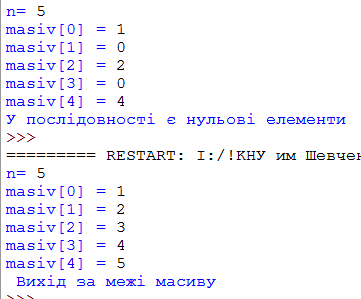 n= 5
masiv[0] = 1
masiv[1] = 0
masiv[2] = 2
masiv[3] = 0
masiv[4] = 4
У послідовності є нульові елементи
>>>
========= RESTART: I:/!КНУ им Шевчен
n= 5
masiv[0] = 1
masiv[1] = 2
masiv[2] = 3
masiv[3] = 4
masiv[4] = 5
Вихід за межі масиву
>>>